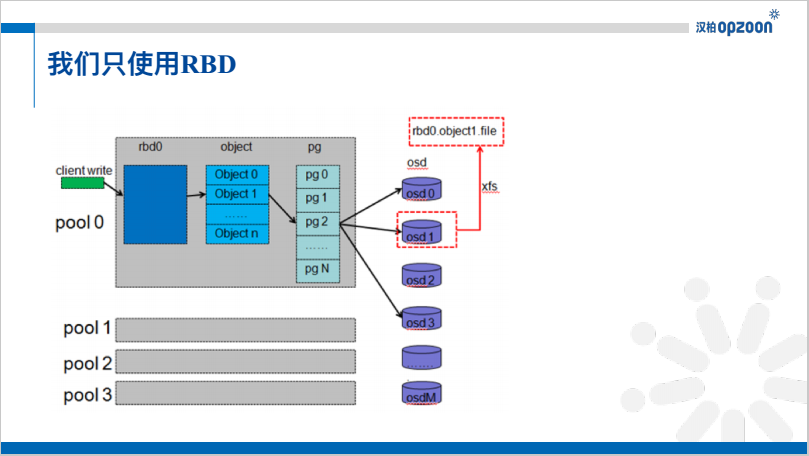 汉柏opzoon
我们只使用RBD
rbd0.object1.file
rbd0
object
pg
osd
client write
Object 0
Object 1
......
Object n
pg 0
pg 1
pg 2
......
pg N
xfs
osd 0
osd 1
osd 2
osd 3
.......
osdM
pool 0
pool 1
pool 2
pool 3